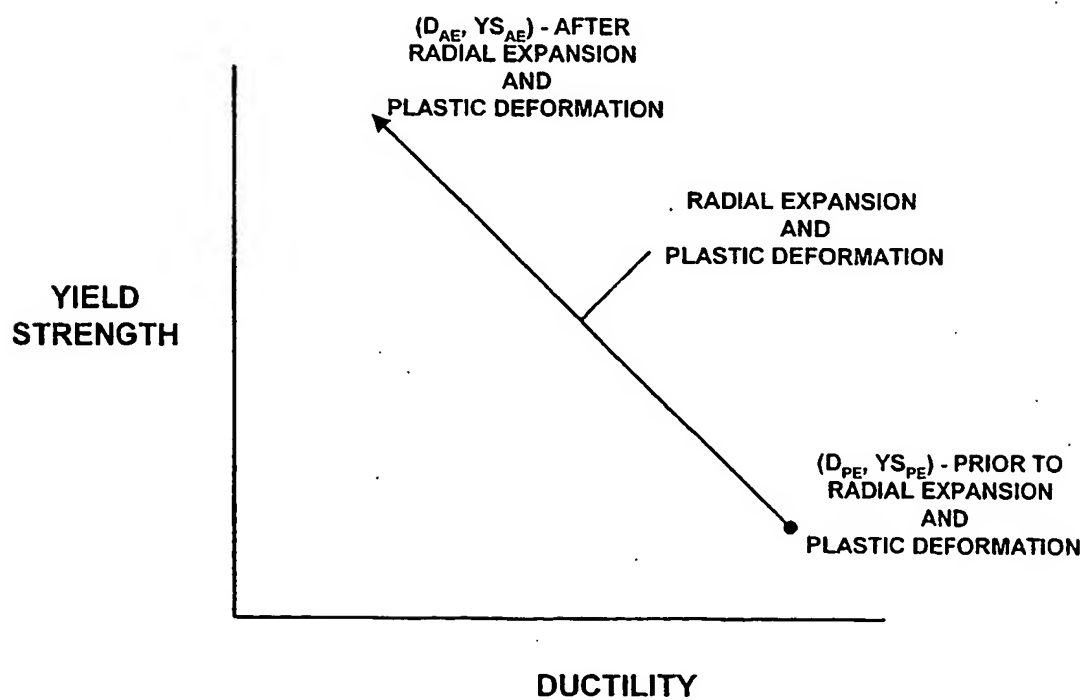 (D_AE, YS_AE) - AFTER
RADIAL EXPANSION
AND
PLASTIC DEFORMATION
RADIAL EXPANSION
AND
PLASTIC DEFORMATION
YIELD
STRENGTH
(D_PE, YS_PE) - PRIOR TO
RADIAL EXPANSION
AND
PLASTIC DEFORMATION
DUCTILITY